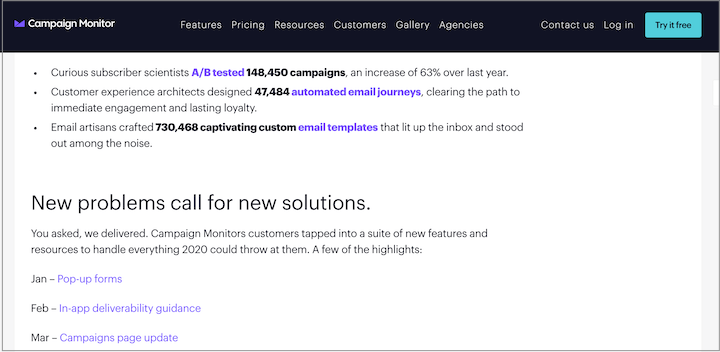 Campaign Monitor
Features Pricing Resources Customers Gallery Agencies Contact us Log in Try it free
• Curious subscriber scientists A/B tested 148,450 campaigns, an increase of 63% over last year.
• Customer experience architects designed 47,484 automated email journeys, clearing the path to
immediate engagement and lasting loyalty.
• Email artisans crafted 730,468 captivating custom email templates that lit up the inbox and stood
out among the noise.
New problems call for new solutions.
You asked, we delivered. Campaign Monitors customers tapped into a suite of new features and
resources to handle everything 2020 could throw at them. A few of the highlights:
Jan – Pop-up forms
Feb – In-app deliverability guidance
Mar – Campaigns page update